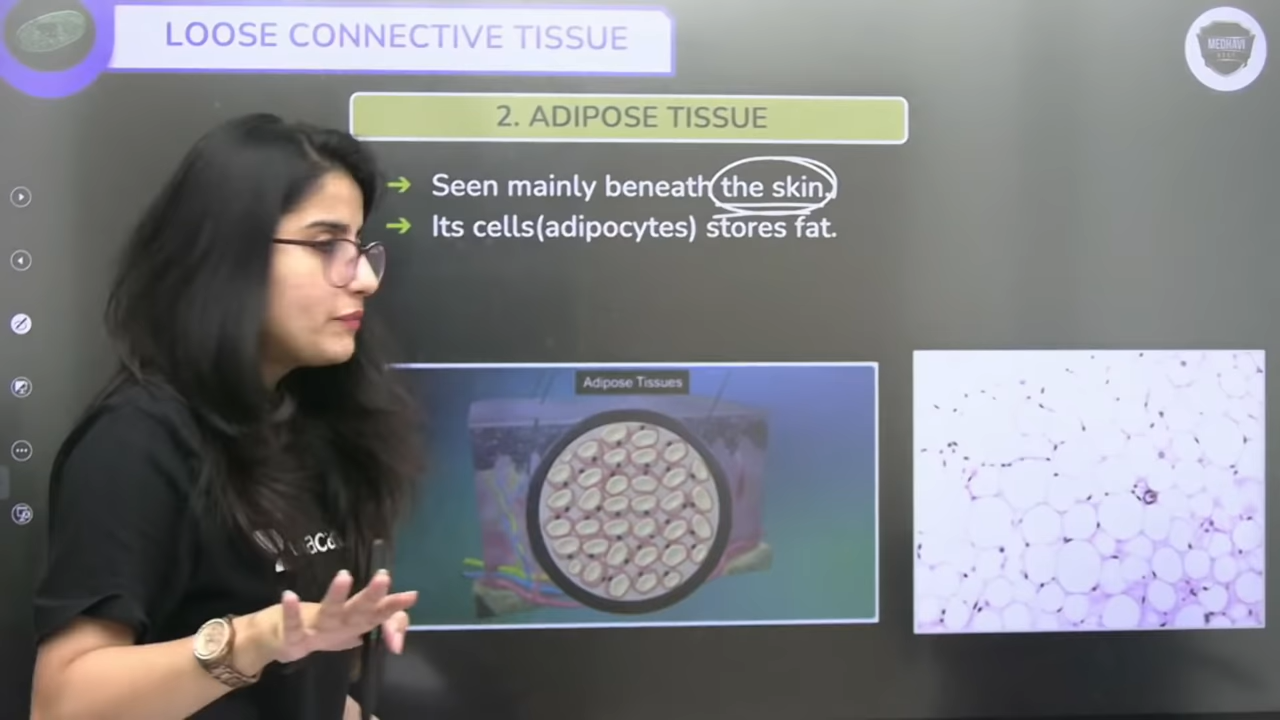 LOOSE CONNECTIVE TISSUE
MEDHAVI
2. ADIPOSE TISSUE
Seen mainly beneath the skin.
Its cells(adipocytes) stores fat.
Adipose Tissues